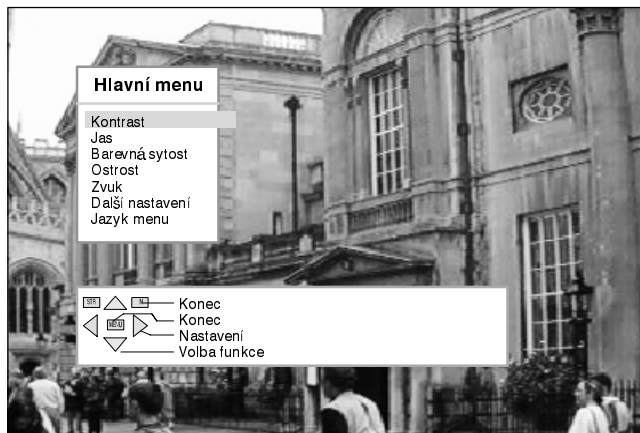 Hlavní menu
Kontrast
Jas
Barevná sytost
Ostrost
Zvuk
Další nastavení
Jazyk menu
STR
Konec
MENU
Konec
Nastavení
Volba funkce